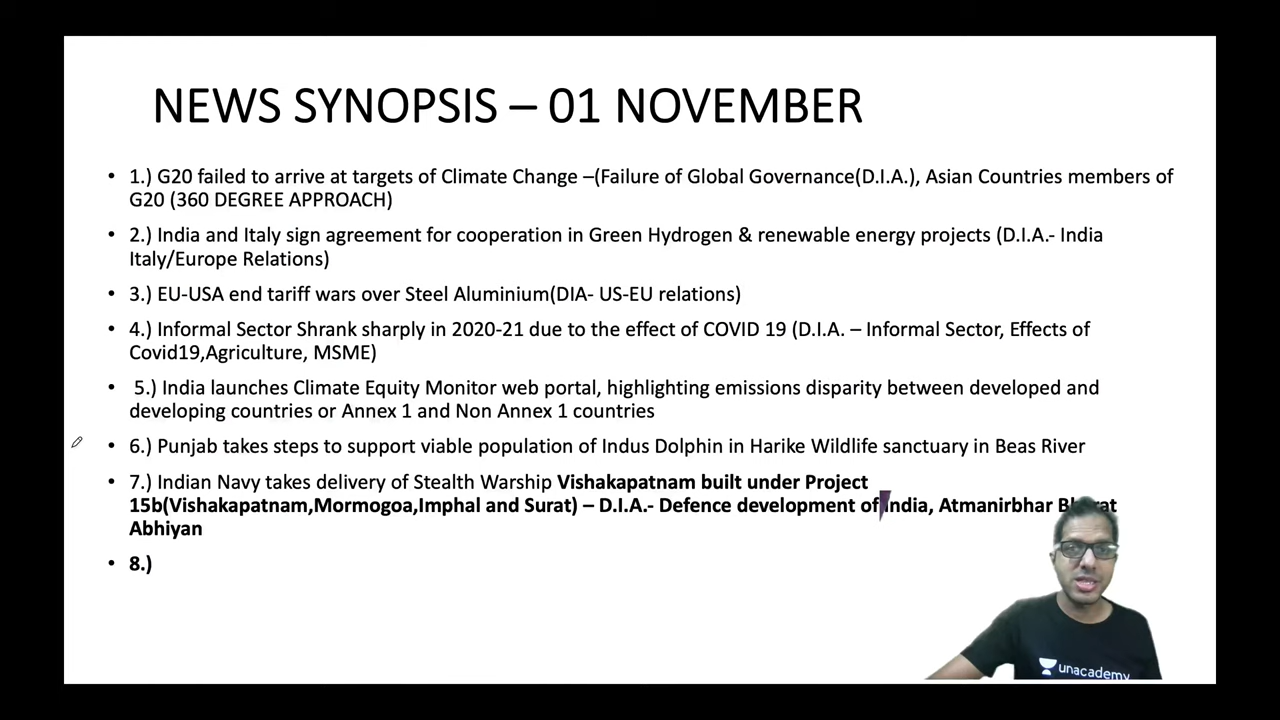 NEWS SYNOPSIS – 01 NOVEMBER
• 1.) G20 failed to arrive at targets of Climate Change –(Failure of Global Governance(D.I.A.), Asian Countries members of
G20 (360 DEGREE APPROACH)
• 2.) India and Italy sign agreement for cooperation in Green Hydrogen & renewable energy projects (D.I.A.- India
Italy/Europe Relations)
• 3.) EU-USA end tariff wars over Steel Aluminium(DIA- US-EU relations)
• 4.) Informal Sector Shrank sharply in 2020-21 due to the effect of COVID 19 (D.I.A. – Informal Sector, Effects of
Covid19,Agriculture, MSME)
• 5.) India launches Climate Equity Monitor web portal, highlighting emissions disparity between developed and
developing countries or Annex 1 and Non Annex 1 countries
• 6.) Punjab takes steps to support viable population of Indus Dolphin in Harike Wildlife sanctuary in Beas River
• 7.) Indian Navy takes delivery of Stealth Warship Vishakapatnam built under Project
15b(Vishakapatnam,Mormogoa,Imphal and Surat) – D.I.A.- Defence development of India, Atmanirbhar
Abhiyan
• 8.)
unacademy